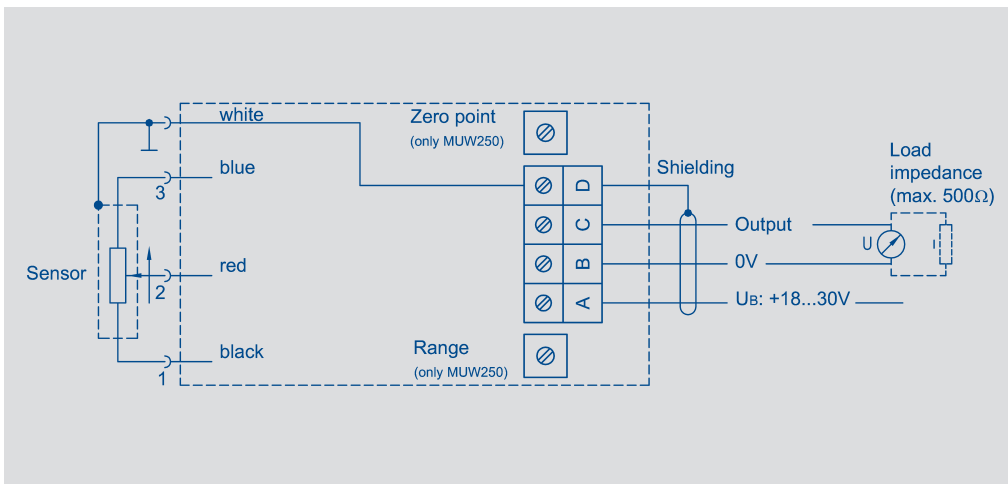 white
Zero point
(only MUW250)
blue
3
Sensor
red
2
black
1
Range
(only MUW250)
D
C
B
A
Shielding
Output
0V
UB: +18...30V
Load
impedance
(max. 500Ω)
U
I